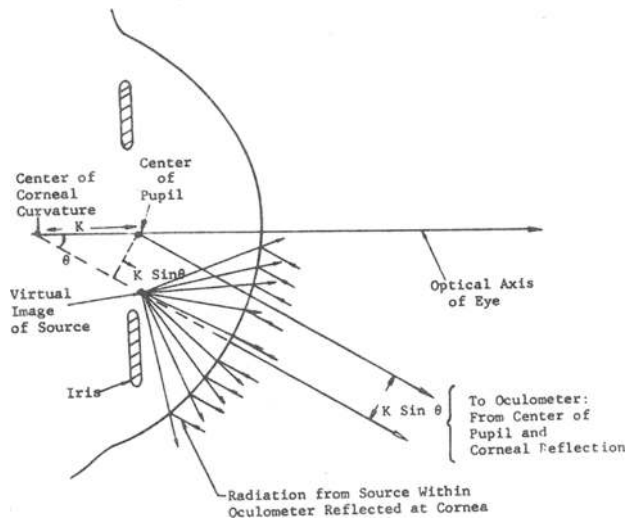 Center of
Corneal
Curvature
Center
of
Pupil
K
θ
K Sinθ
Virtual
Image
of Source
Optical Axis
of Eye
Iris
K Sin θ
To Oculometer:
From Center of
Pupil and
Corneal Reflection
Radiation from Source Within
Oculometer Reflected at Cornea